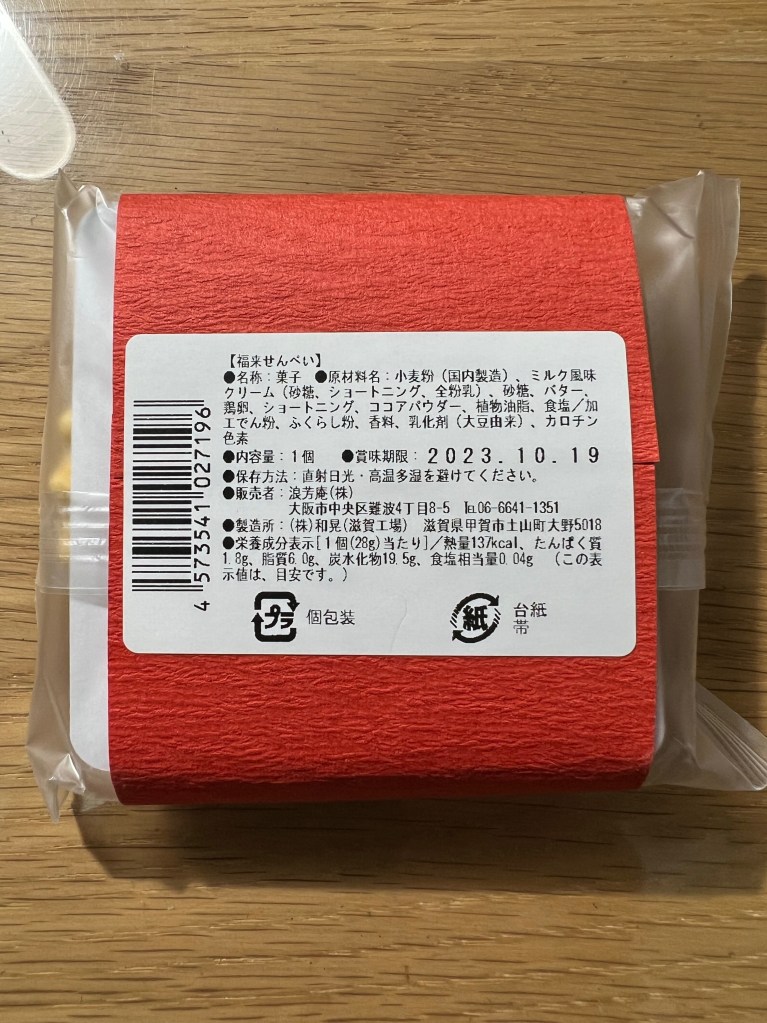 【福来せんべい】
●名称：菓子　●原材料名：小麦粉（国内製造）、ミルク風味
クリーム（砂糖、ショートニング、全粉乳）、砂糖、バター、
鶏卵、ショートニング、ココアパウダー、植物油脂、食塩／加
工でん粉、ふくらし粉、香料、乳化剤（大豆由来）、カロチン
色素
●内容量：1個　●賞味期限：2023.10.19
●保存方法：直射日光・高温多湿を避けてください。
●販売者：浪芳庵(株)
大阪市中央区難波4丁目8-5　℡06-6641-1351
●製造所：(株)和晃(滋賀工場)　滋賀県甲賀市土山町大野5018
●栄養成分表示[1個(28g)当たり]／熱量137kcal、たんぱく質
1.8g、脂質6.0g、炭水化物19.5g、食塩相当量0.04g　（この表
示値は、目安です。）
4 573541 027196
プラ 個包装
紙 台紙
帯